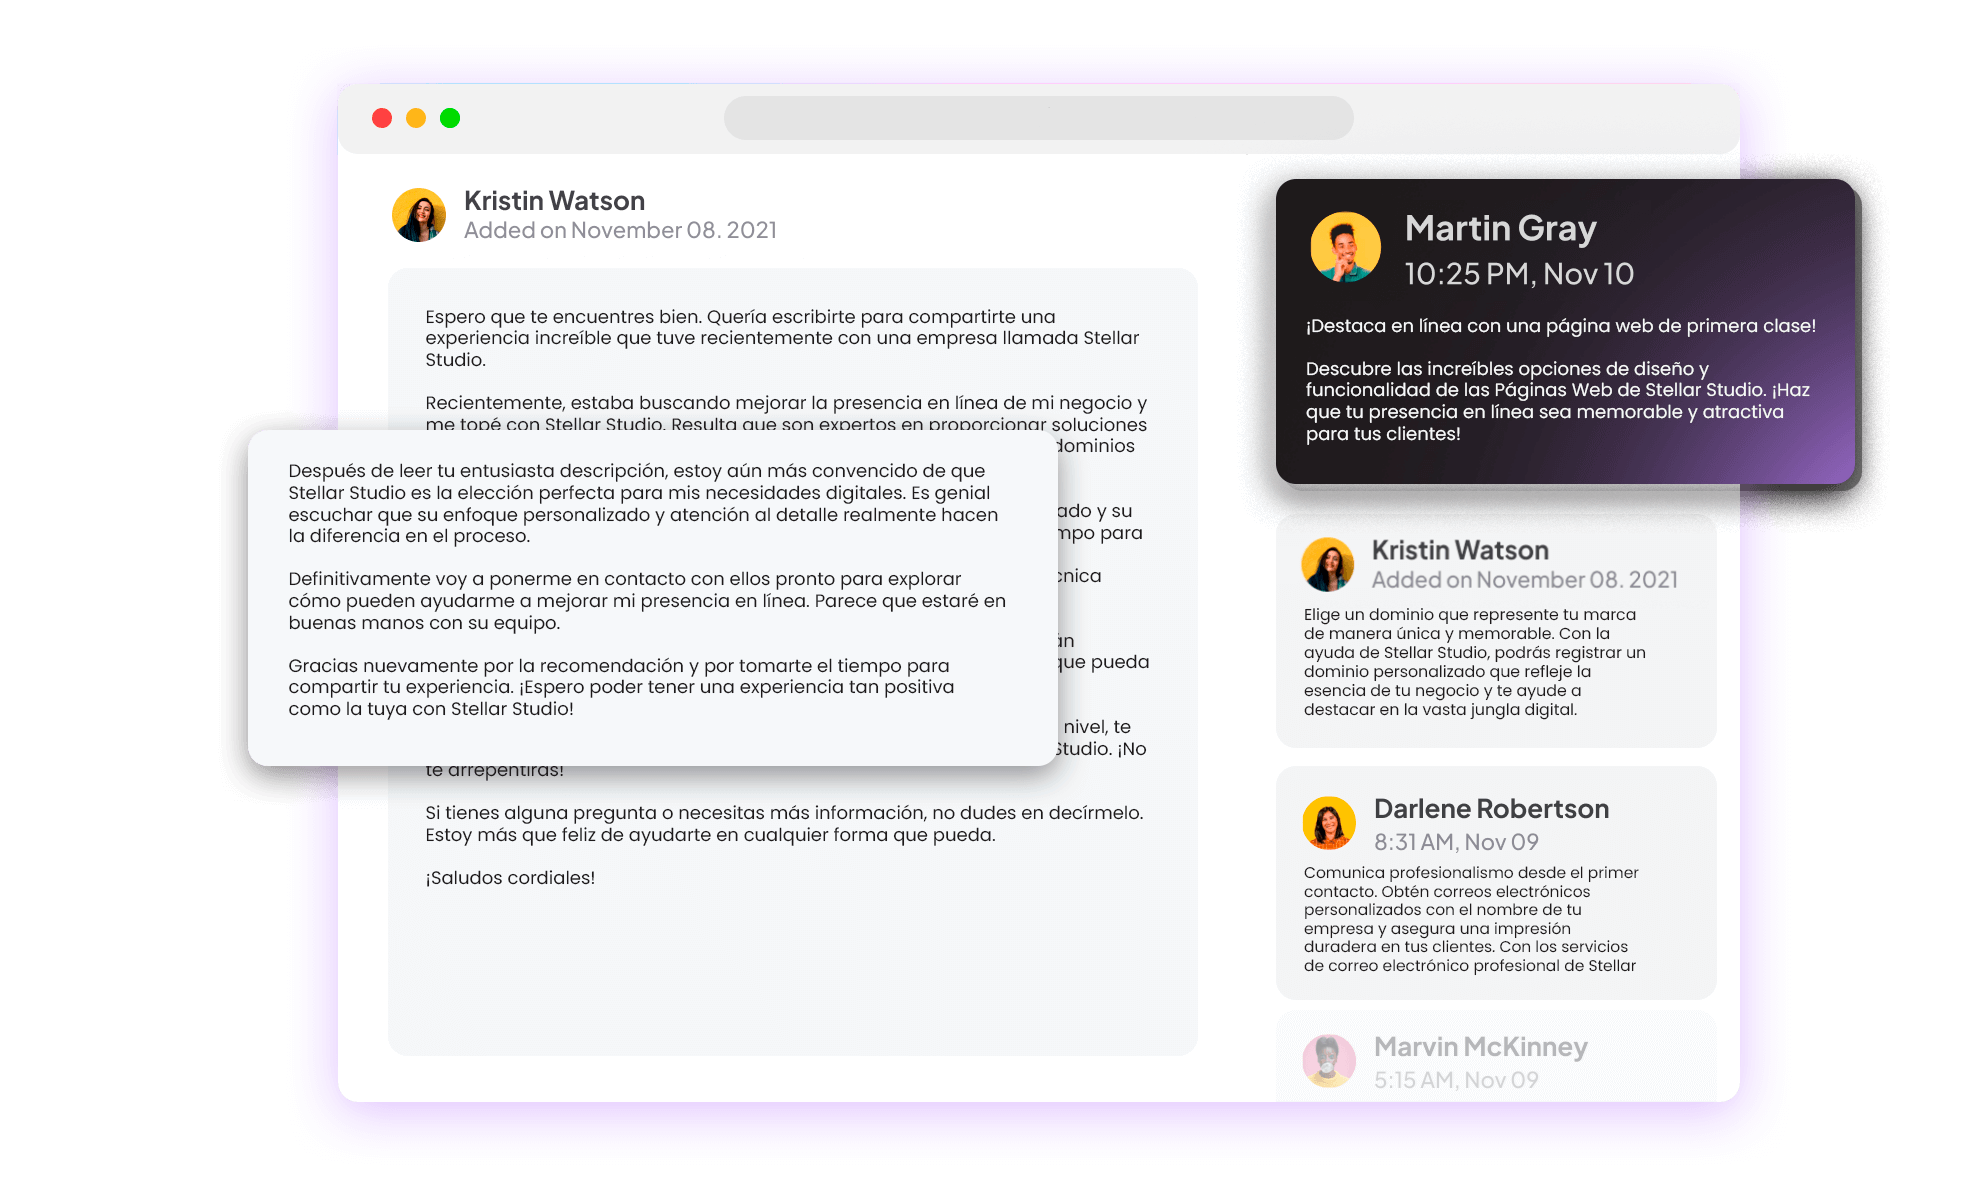 Kristin Watson
Added on November 08. 2021
Espero que te encuentres bien. Quería escribirte para compartirte una
experiencia increíble que tuve recientemente con una empresa llamada Stellar
Studio.
Recientemente, estaba buscando mejorar la presencia en línea de mi negocio y
me topé con Stellar Studio. Resulta que son expertos en proporcionar soluciones
dominios
y su
para
que pueda
nivel, te
Studio. ¡No
te arrepentirás!
Si tienes alguna pregunta o necesitas más información, no dudes en decírmelo.
Estoy más que feliz de ayudarte en cualquier forma que pueda.
¡Saludos cordiales!
Después de leer tu entusiasta descripción, estoy aún más convencido de que
Stellar Studio es la elección perfecta para mis necesidades digitales. Es genial
escuchar que su enfoque personalizado y atención al detalle realmente hacen
la diferencia en el proceso.
Definitivamente voy a ponerme en contacto con ellos pronto para explorar
cómo pueden ayudarme a mejorar mi presencia en línea. Parece que estaré en
buenas manos con su equipo.
Gracias nuevamente por la recomendación y por tomarte el tiempo para
compartir tu experiencia. ¡Espero poder tener una experiencia tan positiva
como la tuya con Stellar Studio!
Martin Gray
10:25 PM, Nov 10
¡Destaca en línea con una página web de primera clase!
Descubre las increíbles opciones de diseño y
funcionalidad de las Páginas Web de Stellar Studio. ¡Haz
que tu presencia en línea sea memorable y atractiva
para tus clientes!
Kristin Watson
Added on November 08. 2021
Elige un dominio que represente tu marca
de manera única y memorable. Con la
ayuda de Stellar Studio, podrás registrar un
dominio personalizado que refleje la
esencia de tu negocio y te ayude a
destacar en la vasta jungla digital.
Darlene Robertson
8:31 AM, Nov 09
Comunica profesionalismo desde el primer
contacto. Obtén correos electrónicos
personalizados con el nombre de tu
empresa y asegura una impresión
duradera en tus clientes. Con los servicios
de correo electrónico profesional de Stellar
Marvin McKinney
5:15 AM, Nov 09